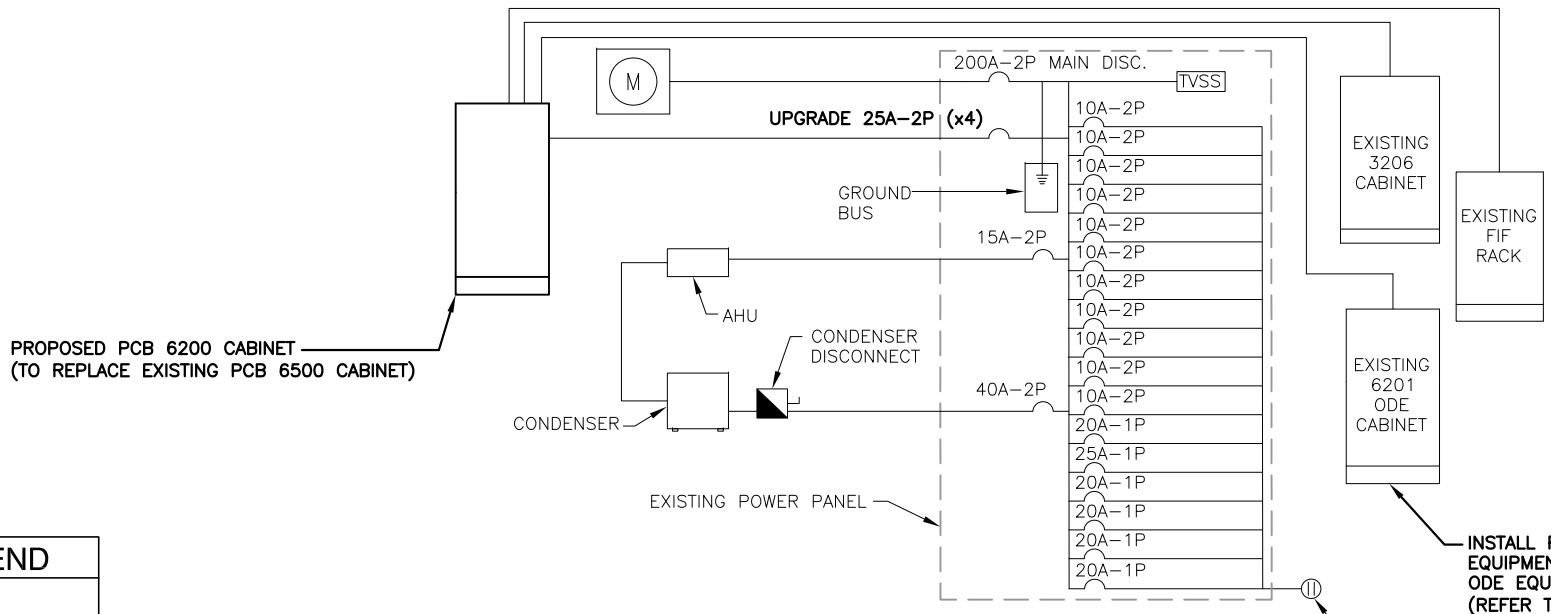 200A-2P MAIN DISC.
TVSS
M
UPGRADE 25A-2P (x4)
10A-2P
10A-2P
10A-2P
10A-2P
10A-2P
10A-2P
10A-2P
10A-2P
10A-2P
10A-2P
10A-2P
20A-1P
25A-1P
20A-1P
20A-1P
20A-1P
20A-1P
GROUND
BUS
15A-2P
AHU
CONDENSER
DISCONNECT
40A-2P
CONDENSER
EXISTING POWER PANEL
PROPOSED PCB 6200 CABINET
(TO REPLACE EXISTING PCB 6500 CABINET)
EXISTING
3206
CABINET
EXISTING
FIF
RACK
EXISTING
6201
ODE
CABINET
INSTALL
ODE
(REFER